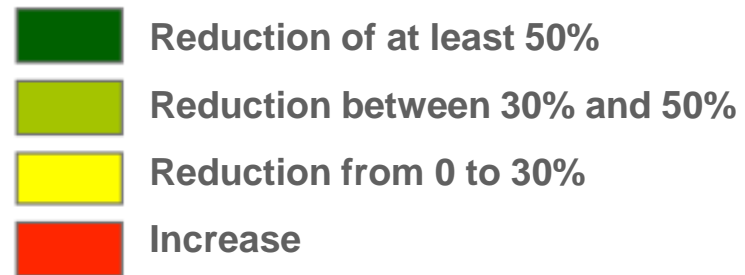 Reduction of at least 50%
Reduction between 30% and 50%
Reduction from 0 to 30%
Increase